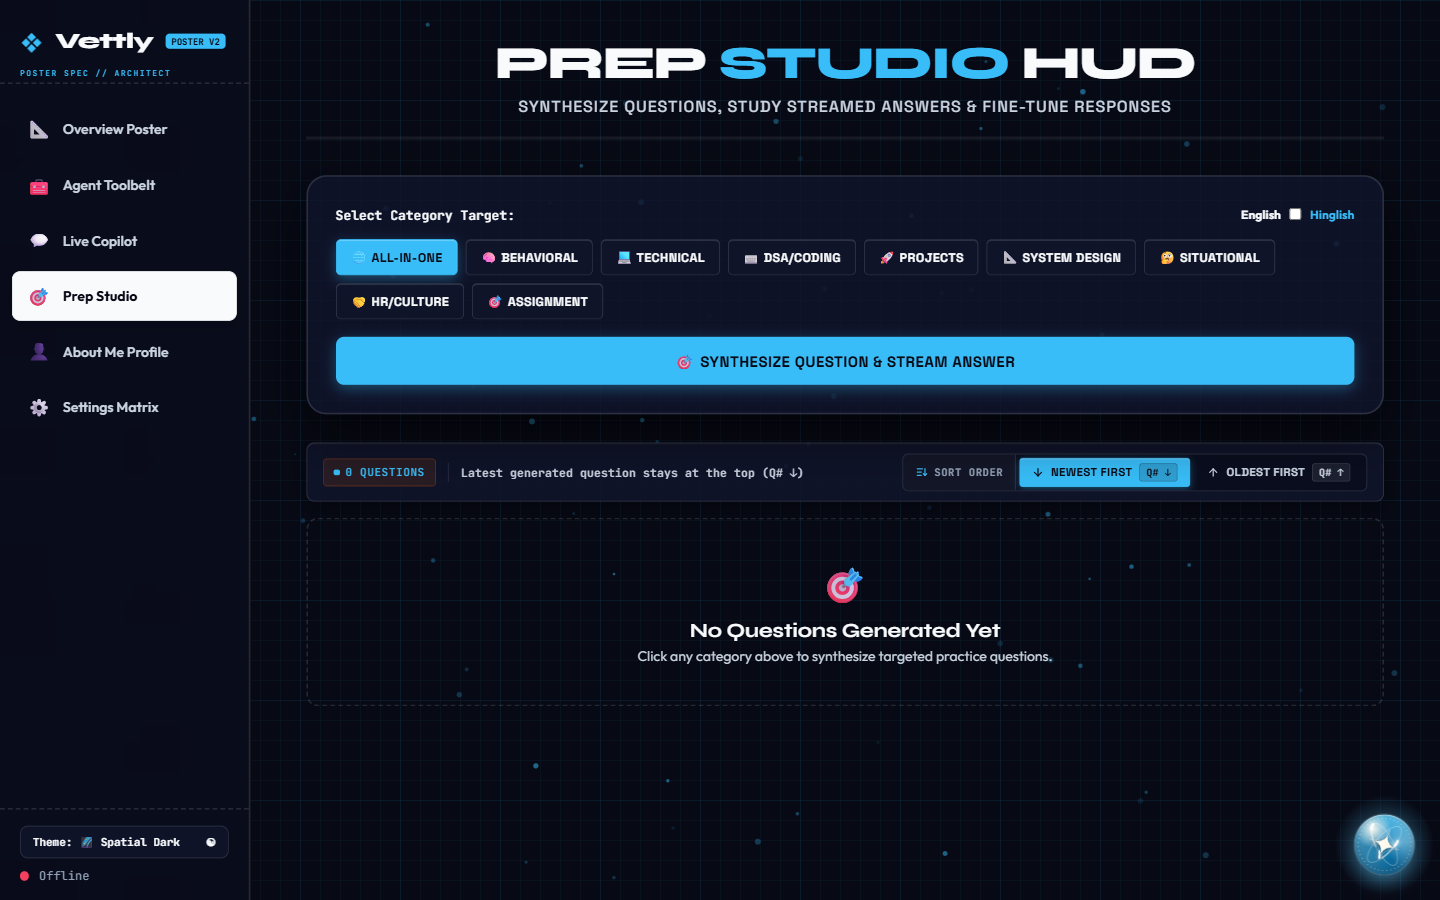 Vettly POSTER V2
POSTER SPEC // ARCHITECT
Overview Poster
Agent Toolbelt
Live Copilot
Prep Studio
About Me Profile
Settings Matrix
Theme: Spatial Dark
Offline
PREP STUDIO HUD
SYNTHESIZE QUESTIONS, STUDY STREAMED ANSWERS & FINE-TUNE RESPONSES
Select Category Target:
English Hinglish
ALL-IN-ONE BEHAVIORAL TECHNICAL DSA/CODING PROJECTS SYSTEM DESIGN SITUATIONAL
HR/CULTURE ASSIGNMENT
SYNTHESIZE QUESTION & STREAM ANSWER
0 QUESTIONS Latest generated question stays at the top (Q# ↓) SORT ORDER ↓ NEWEST FIRST Q# ↓ ↑ OLDEST FIRST Q# ↑
No Questions Generated Yet
Click any category above to synthesize targeted practice questions.